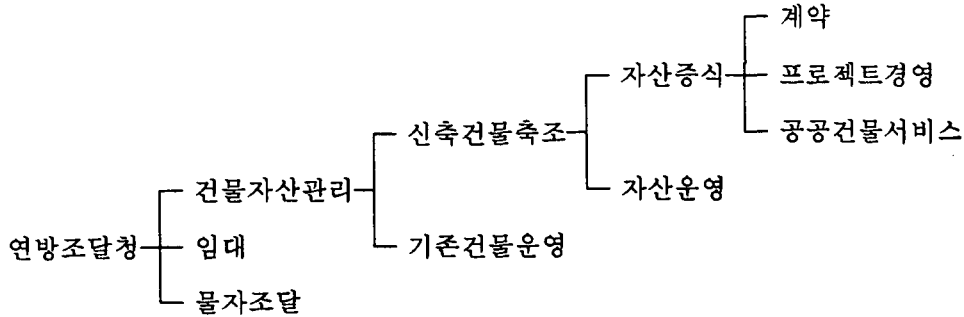 계약
자산증식
프로젝트경영
신축건물축조
공공건물서비스
건물자산관리
자산운영
연방조달청
임대
기존건물운영
물자조달